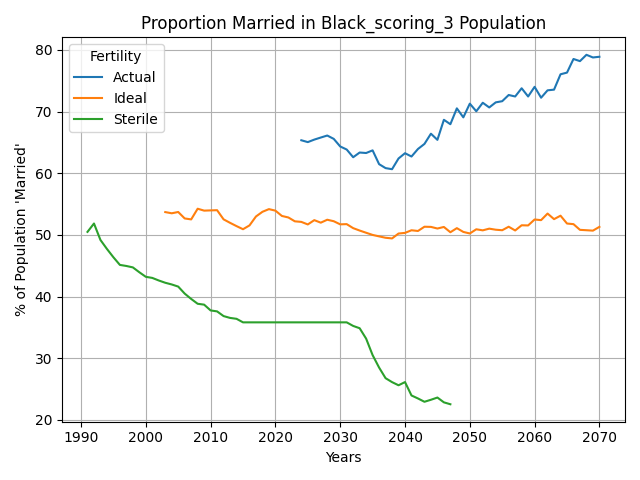 Proportion Married in Black_scoring_3 Population
% of Population 'Married'
80
70
60
50
40
30
20
Fertility
Actual
Ideal
Sterile
1990 2000 2010 2020 2030 2040 2050 2060 2070
Years